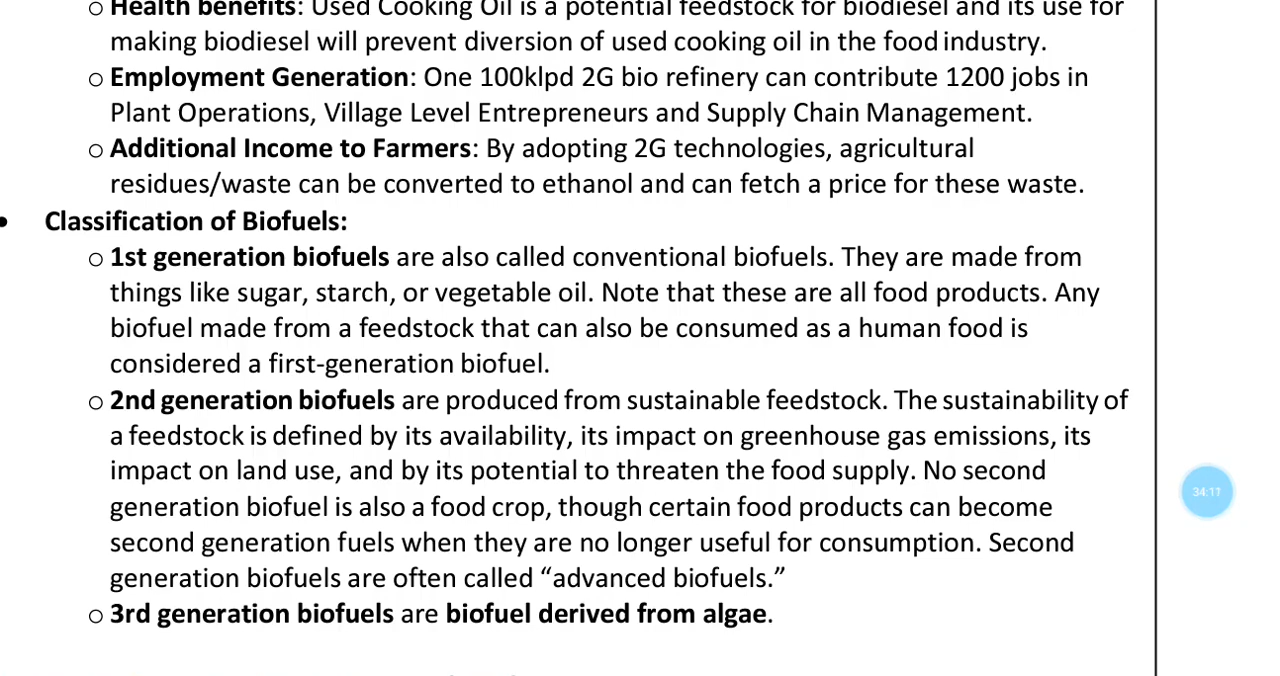 ○ Health benefits: Used Cooking Oil is a potential feedstock for biodiesel and its use for
making biodiesel will prevent diversion of used cooking oil in the food industry.
○ Employment Generation: One 100klpd 2G bio refinery can contribute 1200 jobs in
Plant Operations, Village Level Entrepreneurs and Supply Chain Management.
○ Additional Income to Farmers: By adopting 2G technologies, agricultural
residues/waste can be converted to ethanol and can fetch a price for these waste.
• Classification of Biofuels:
○ 1st generation biofuels are also called conventional biofuels. They are made from
things like sugar, starch, or vegetable oil. Note that these are all food products. Any
biofuel made from a feedstock that can also be consumed as a human food is
considered a first-generation biofuel.
○ 2nd generation biofuels are produced from sustainable feedstock. The sustainability of
a feedstock is defined by its availability, its impact on greenhouse gas emissions, its
impact on land use, and by its potential to threaten the food supply. No second
generation biofuel is also a food crop, though certain food products can become
second generation fuels when they are no longer useful for consumption. Second
generation biofuels are often called “advanced biofuels.”
○ 3rd generation biofuels are biofuel derived from algae.
34:11